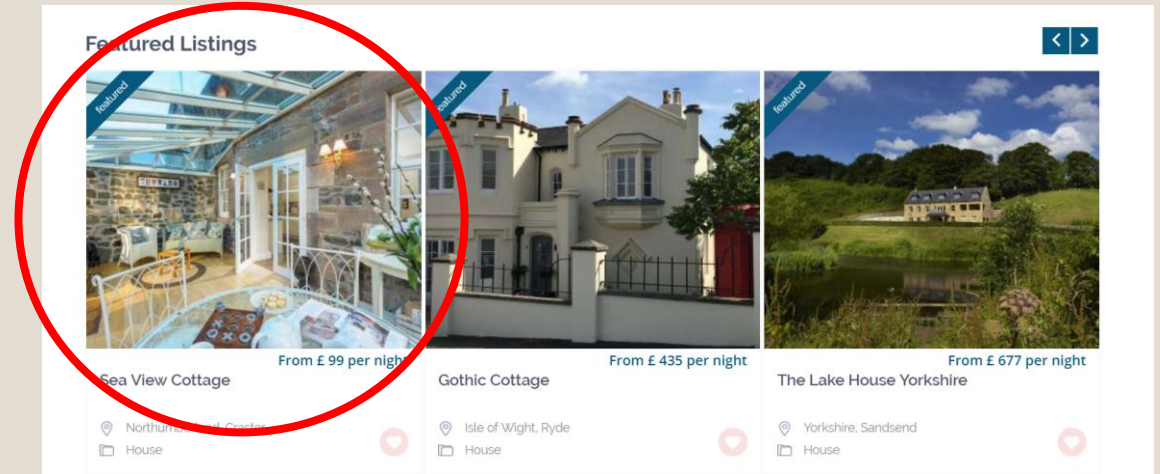 Featured Listings
featured
From £ 99 per night
Sea View Cottage
Northumberland, Craster
House
featured
From £ 435 per night
Gothic Cottage
Isle of Wight, Ryde
House
featured
From £ 677 per night
The Lake House Yorkshire
Yorkshire, Sandsend
House